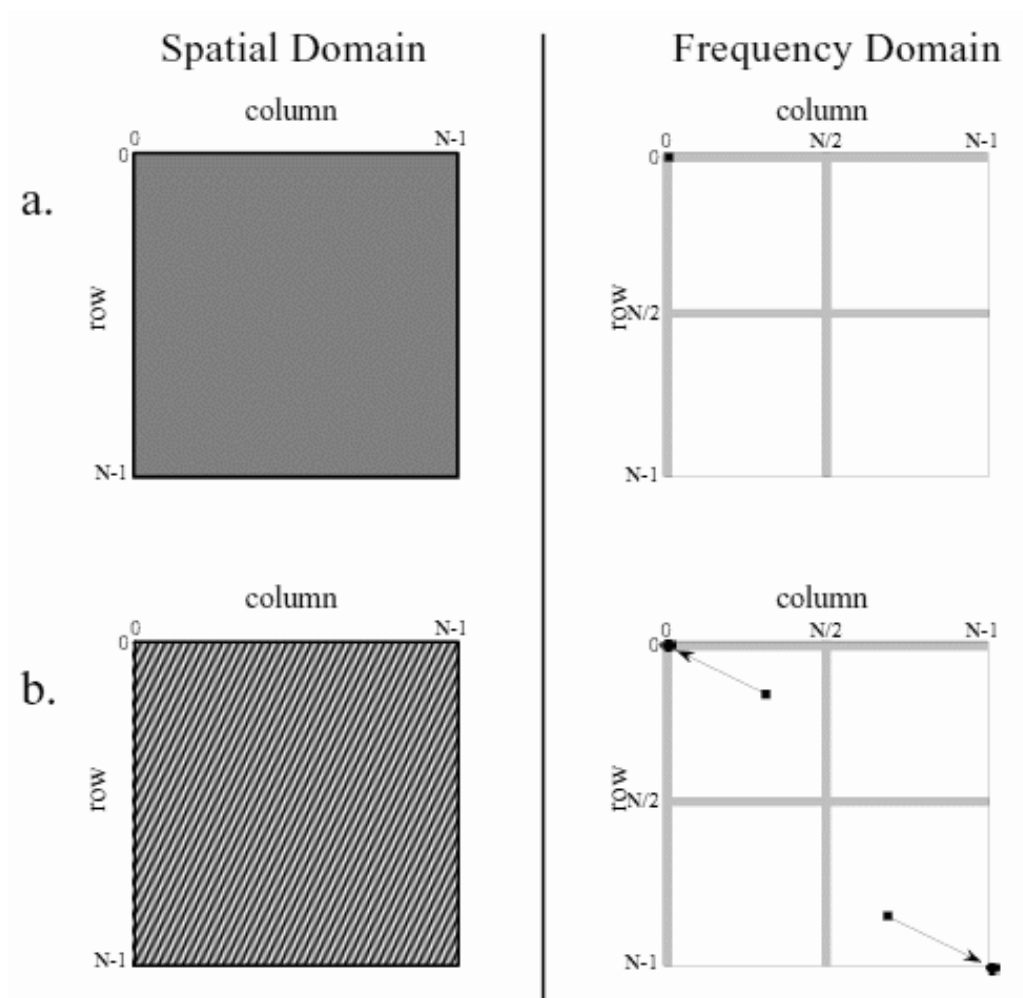 Spatial Domain
Frequency Domain
a.
column
0 N-1
0
row
N-1
column
0 N/2 N-1
0
row
N/2
N-1
b.
column
0 N-1
0
row
N-1
column
0 N/2 N-1
0
row
N/2
N-1